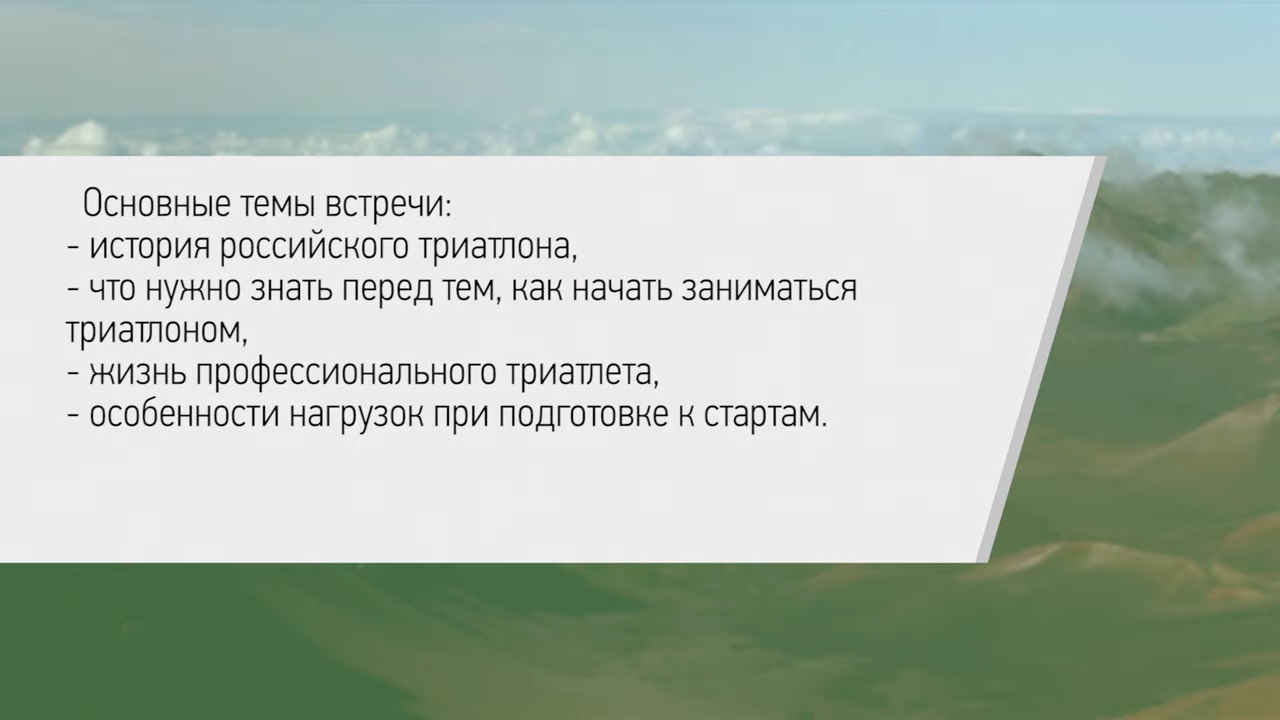 Основные темы встречи:
- история российского триатлона,
- что нужно знать перед тем, как начать заниматься
триатлоном,
- жизнь профессионального триатлета,
- особенности нагрузок при подготовке к стартам.